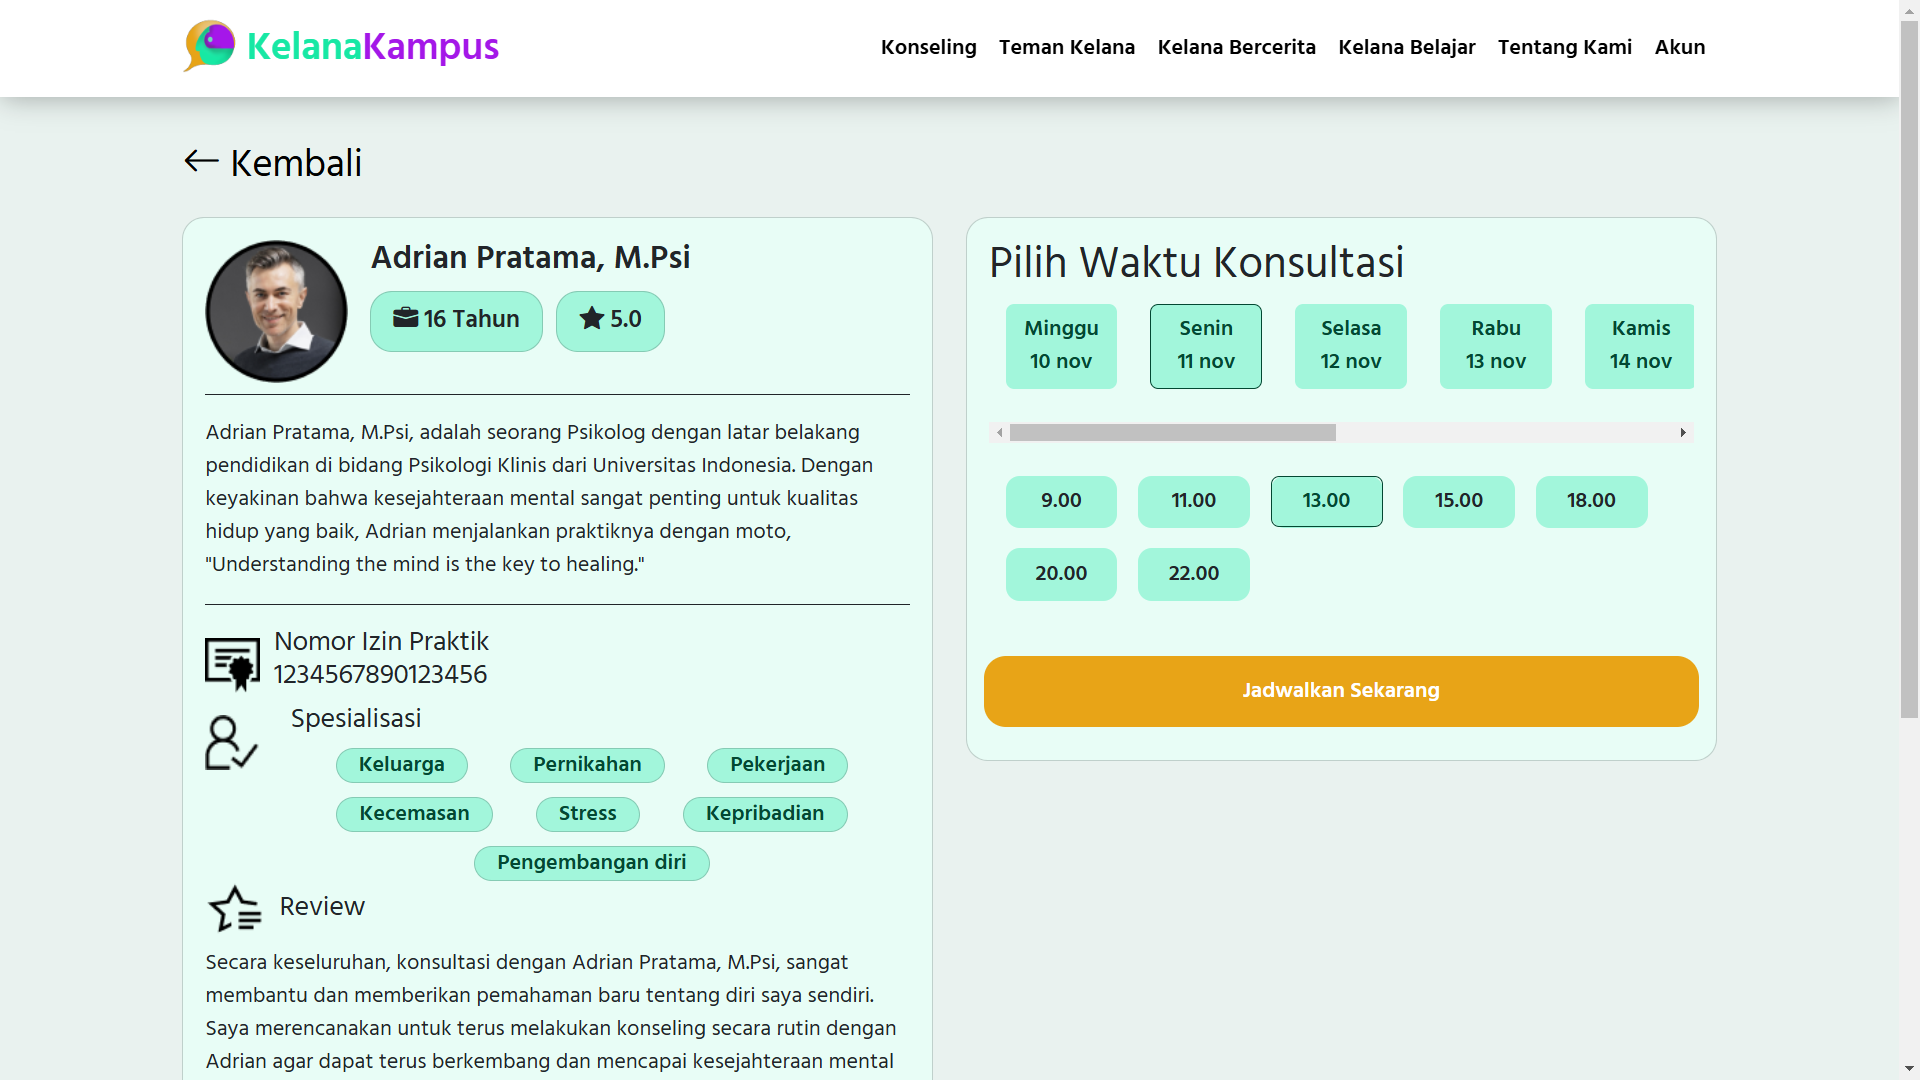 KelanaKampus
Konseling Teman Kelana Kelana Bercerita Kelana Belajar Tentang Kami Akun
Kembali
Adrian Pratama, M.Psi
16 Tahun 5.0
Adrian Pratama, M.Psi, adalah seorang Psikolog dengan latar belakang
pendidikan di bidang Psikologi Klinis dari Universitas Indonesia. Dengan
keyakinan bahwa kesejahteraan mental sangat penting untuk kualitas
hidup yang baik, Adrian menjalankan praktiknya dengan moto,
"Understanding the mind is the key to healing."
Nomor Izin Praktik
1234567890123456
Spesialisasi
Keluarga Pernikahan Pekerjaan
Kecemasan Stress Kepribadian
Pengembangan diri
Review
Secara keseluruhan, konsultasi dengan Adrian Pratama, M.Psi, sangat
membantu dan memberikan pemahaman baru tentang diri saya sendiri.
Saya merencanakan untuk terus melakukan konseling secara rutin dengan
Adrian agar dapat terus berkembang dan mencapai kesejahteraan mental
Pilih Waktu Konsultasi
Minggu Senin Selasa Rabu Kamis
10 nov 11 nov 12 nov 13 nov 14 nov
9.00 11.00 13.00 15.00 18.00
20.00 22.00
Jadwalkan Sekarang